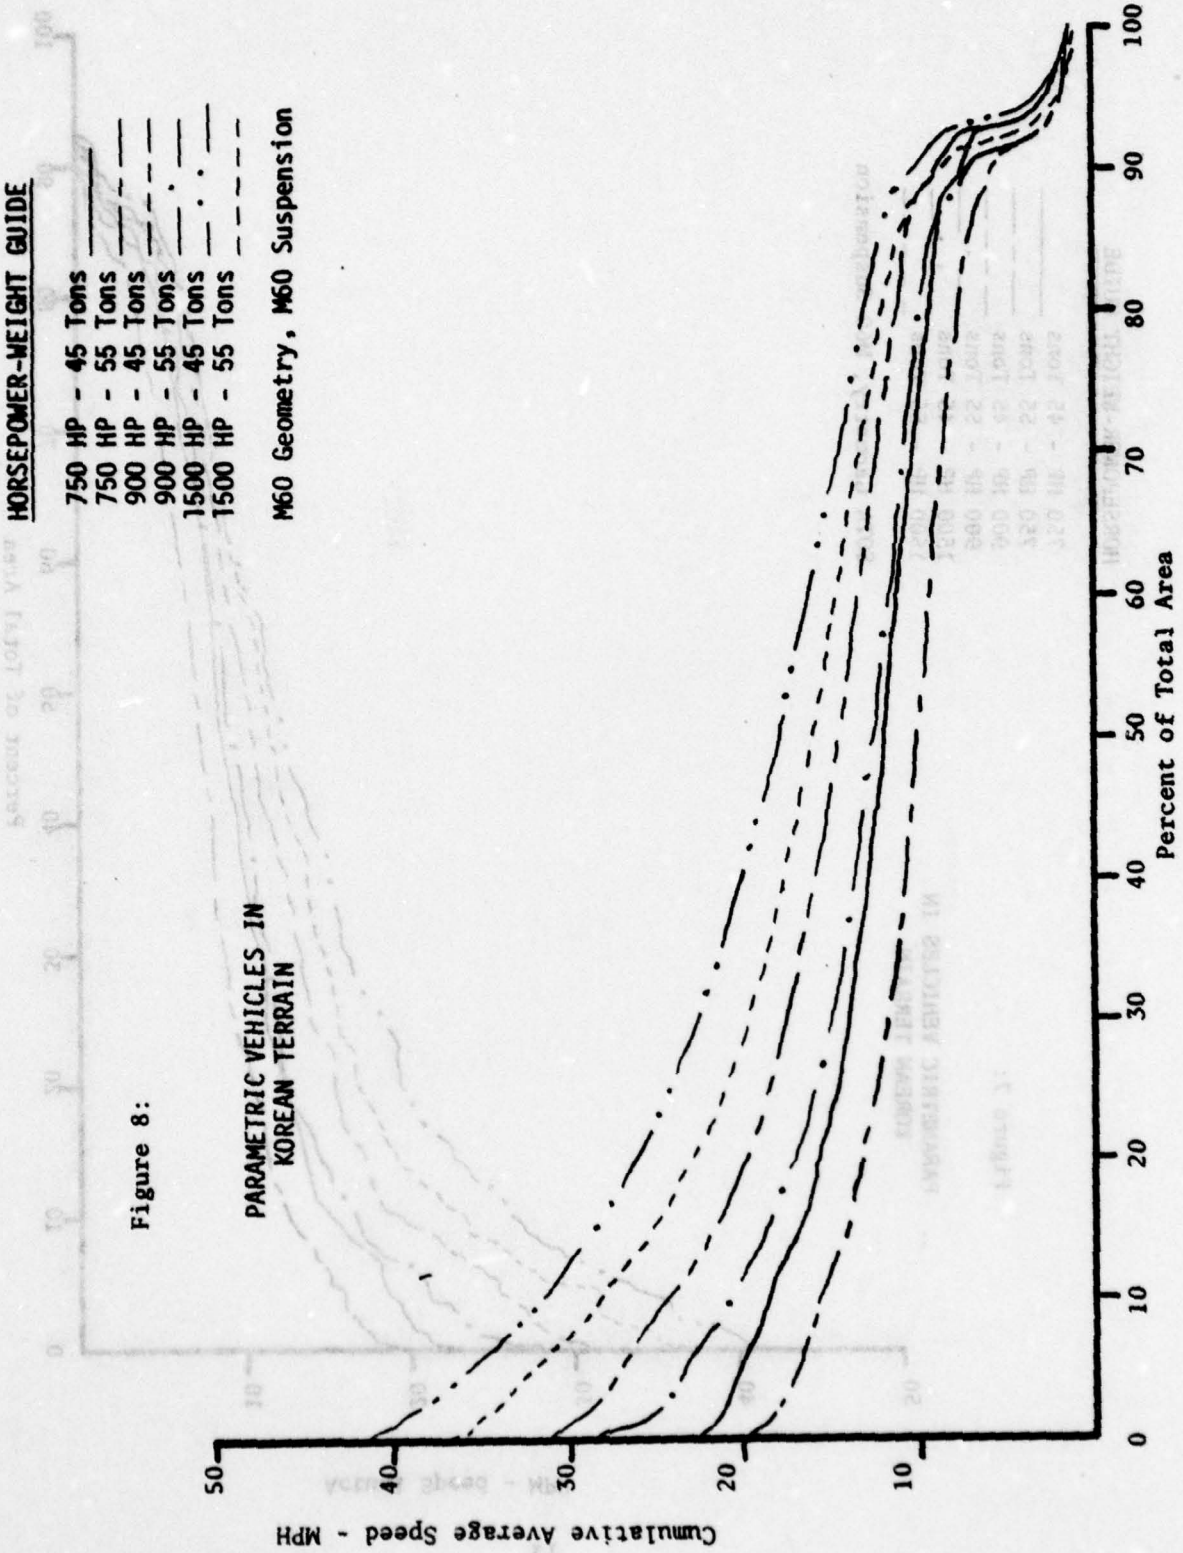 HORSEPOWER-WEIGHT GUIDE
750 HP - 45 Tons
750 HP - 55 Tons
900 HP - 45 Tons
900 HP - 55 Tons
1500 HP - 45 Tons
1500 HP - 55 Tons
M60 Geometry, M60 Suspension
Figure 8:
PARAMETRIC VEHICLES IN
KOREAN TERRAIN
50
40
30
20
10
Cumulative Average Speed - MPH
0 10 20 30 40 50 60 70 80 90 100
Percent of Total Area